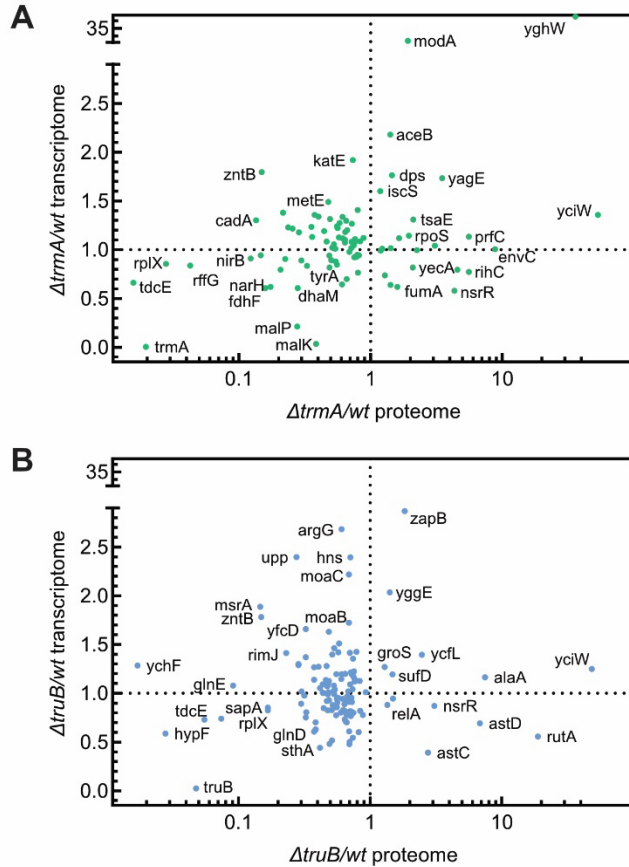 A
35
yghW
modA
3.0
2.5
aceB
2.0
katE
zntB
dps
yagE
iscS
1.5
metE
yciW
cadA
tsaE
rpoS
prfC
1.0
nirB
envC
rplX
rffG
tyrA
yecA
rihC
tdcE
narH
0.5
fdhF
dhaM
fumA
nsrR
malP
malK
0.0
trmA
0.1
1
10
ΔtrmA/wt transcriptome
ΔtrmA/wt proteome
B
35
zapB
argG
2.5
upp
hns
moaC
yggE
2.0
msrA
zntB
moaB
yfcD
1.5
rimJ
groS
ycfL
yciW
ychF
sufD
alaA
glnE
1.0
sapA
tdcE
rplX
relA
nsrR
astD
hypF
glnD
rutA
0.5
sthA
astC
0.0
truB
0.1
1
10
ΔtruB/wt transcriptome
ΔtruB/wt proteome